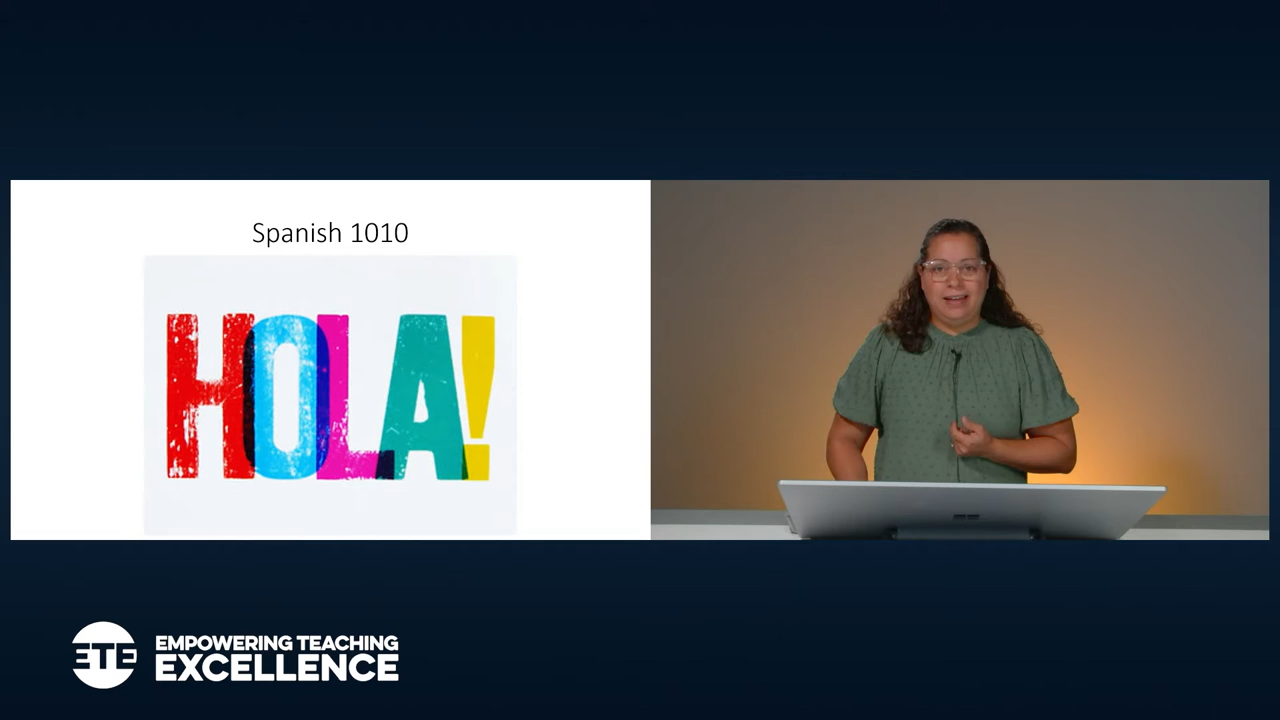 Spanish 1010
HOLA!
ETE
EMPOWERING TEACHING
EXCELLENCE